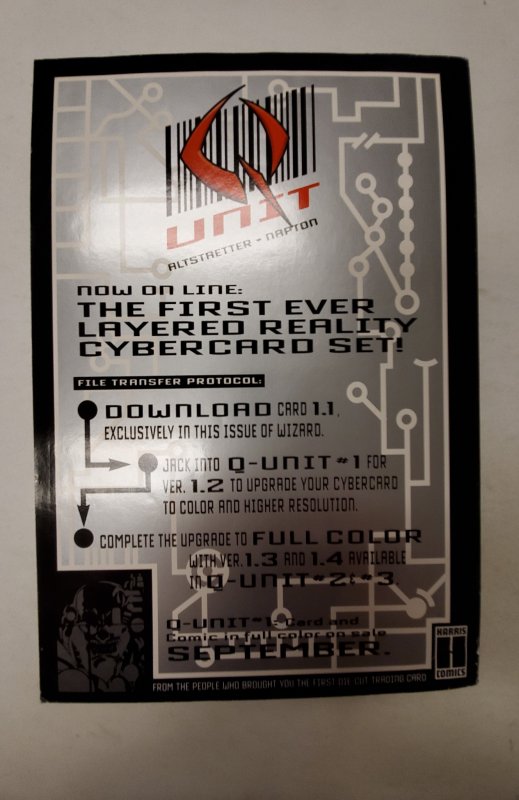 Q
UNIT
ALTSTAETTER - NAPTON
NOW ON LINE:
THE FIRST EVER
LAYERED REALITY
CYBERCARD SET!
FILE TRANSFER PROTOCOL:
DOWNLOAD CARD 1.1,
EXCLUSIVELY IN THIS ISSUE OF WIZARD.
JACK INTO Q-UNIT #1 FOR
VER. 1.2 TO UPGRADE YOUR CYBERCARD
TO COLOR AND HIGHER RESOLUTION.
COMPLETE THE UPGRADE TO FULL COLOR
WITH VER. 1.3 AND 1.4 AVAILABLE
IN Q-UNIT #2 & #3.
Q-UNIT #1: Card and
Comic in full color on sale
SEPTEMBER.
HARRIS
H
COMICS
FROM THE PEOPLE WHO BROUGHT YOU THE FIRST DIE CUT TRADING CARD